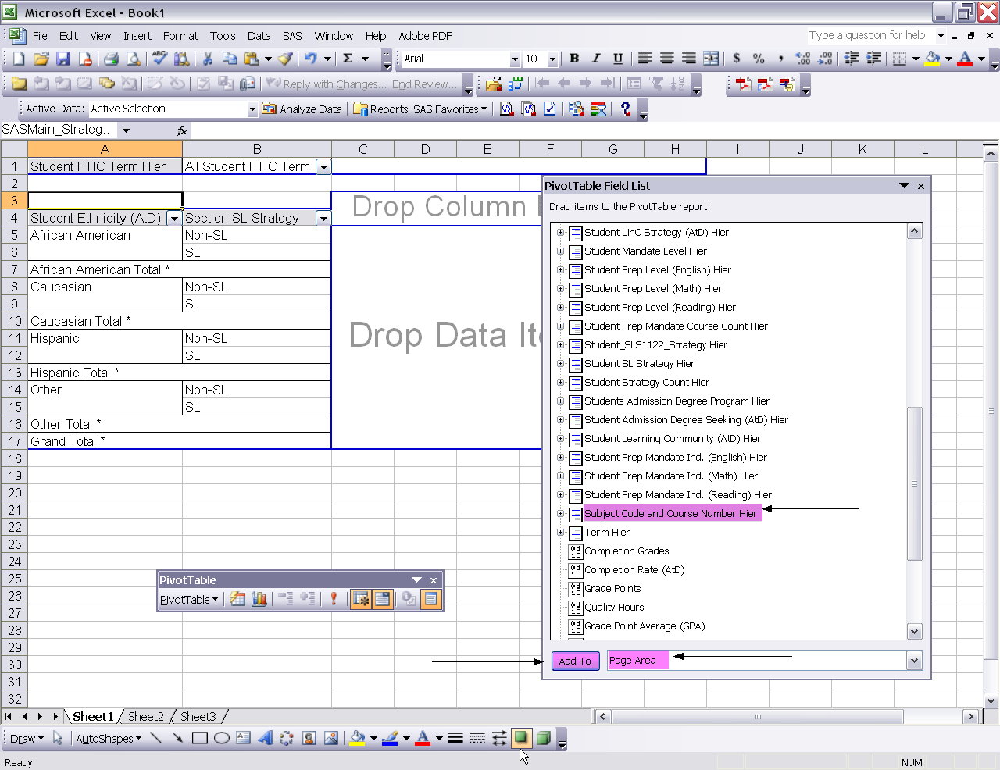 Microsoft Excel - Book1
File Edit View Insert Format Tools Data SAS Window Help Adobe PDF Type a question for help
Arial 10 B I U $ % ,
Reply with Changes... End Review...
Active Data: Active Selection Analyze Data Reports SAS Favorites
SASMain_Strateg... fx
A B C D E F G H I J K L
1 Student FTIC Term Hier All Student FTIC Term
2
3 Drop Column F
4 Student Ethnicity (AtD) Section SL Strategy
5 African American Non-SL
6 SL
7 African American Total *
8 Caucasian Non-SL
9 SL
10 Caucasian Total *
11 Hispanic Non-SL
Drop Data Ite
12 SL
13 Hispanic Total *
14 Other Non-SL
15 SL
16 Other Total *
17 Grand Total *
18
19
20
21
22
23
24
25
26
27
28
29
30
31
32
PivotTable Field List
Drag items to the PivotTable report
Student LinC Strategy (AtD) Hier
Student Mandate Level Hier
Student Prep Level (English) Hier
Student Prep Level (Math) Hier
Student Prep Level (Reading) Hier
Student Prep Mandate Course Count Hier
Student_SLS1122_Strategy Hier
Student SL Strategy Hier
Student Strategy Count Hier
Students Admission Degree Program Hier
Student Admission Degree Seeking (AtD) Hier
Student Learning Community (AtD) Hier
Student Prep Mandate Ind. (English) Hier
Student Prep Mandate Ind. (Math) Hier
Student Prep Mandate Ind. (Reading) Hier
Subject Code and Course Number Hier
Term Hier
Completion Grades
Completion Rate (AtD)
Grade Points
Quality Hours
Grade Point Average (GPA)
Add To Page Area
PivotTable
PivotTable
Sheet1 Sheet2 Sheet3
Draw AutoShapes
Ready NUM